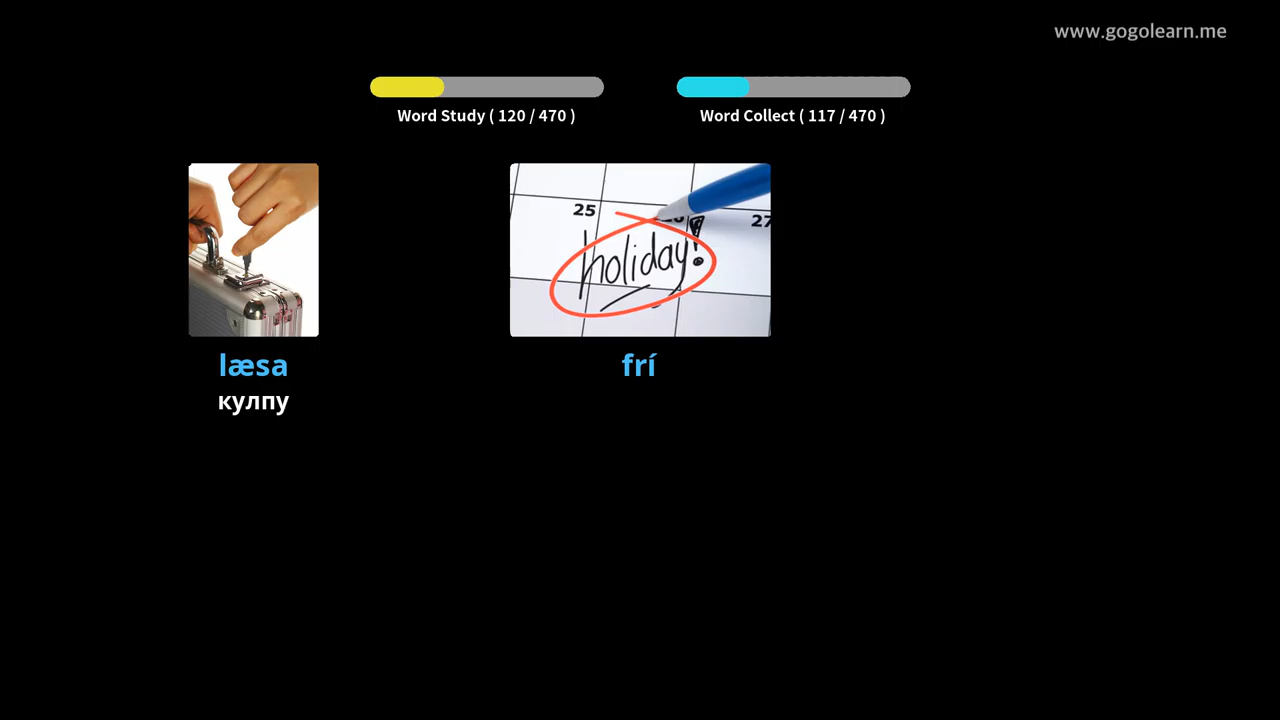 www.gogolearn.me
Word Study ( 120 / 470 )
Word Collect ( 117 / 470 )
25
27
holiday!
læsa
frí
кулпу